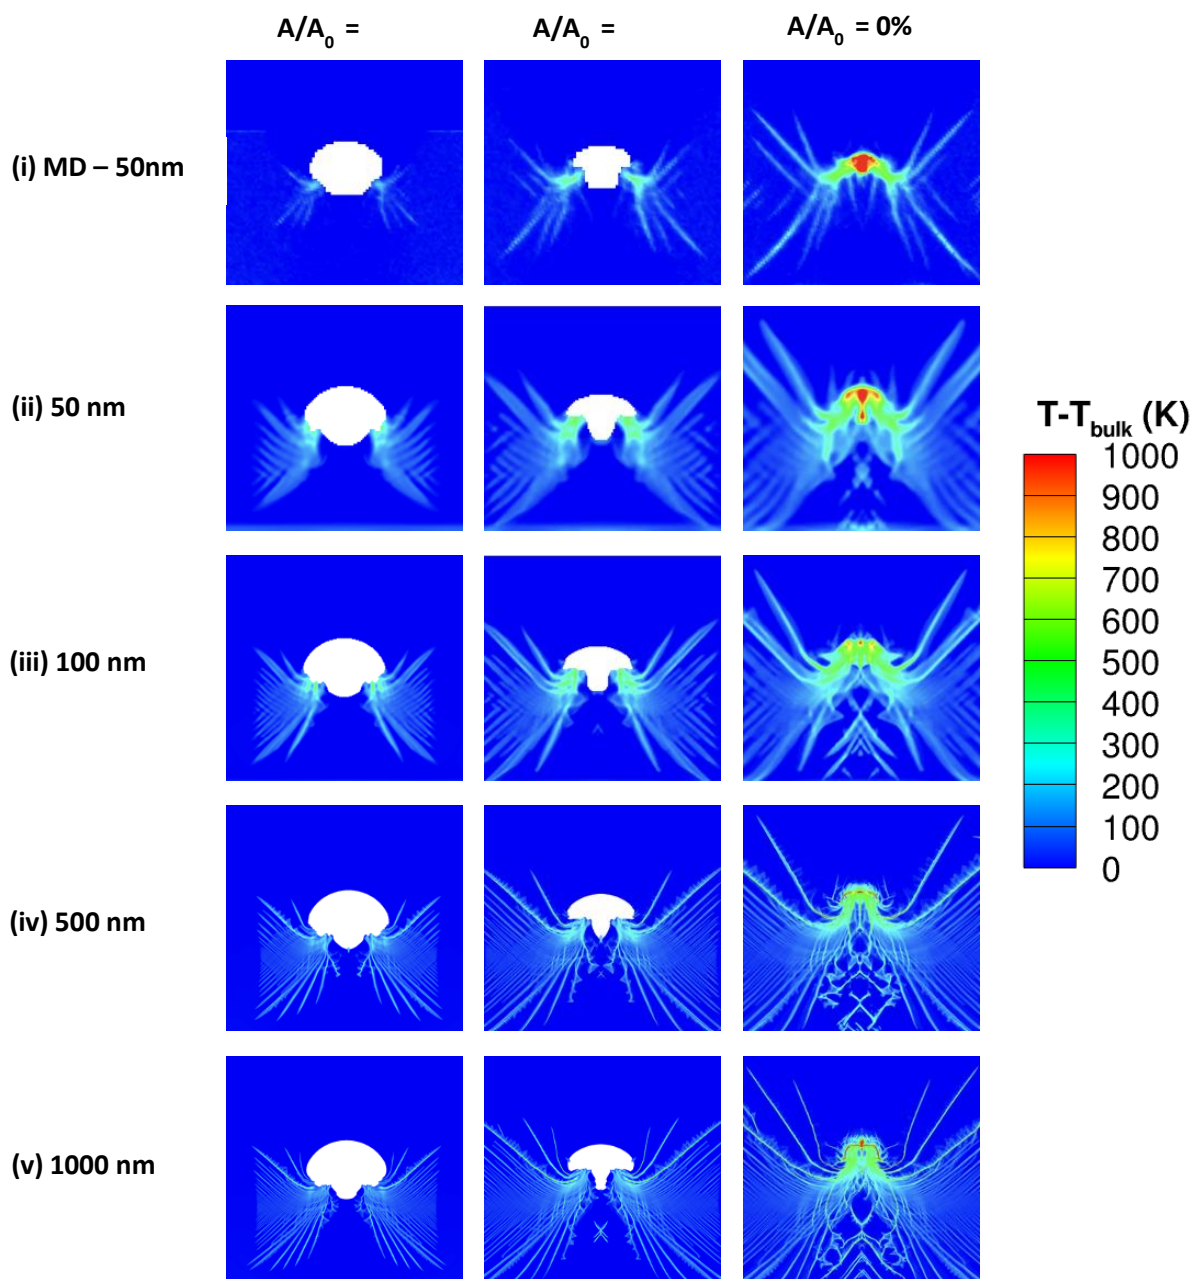 A/A0 =
A/A0 =
A/A0 = 0%
(i) MD – 50nm
(ii) 50 nm
T-Tbulk (K)
1000
900
800
700
600
500
400
300
200
100
0
(iii) 100 nm
(iv) 500 nm
(v) 1000 nm